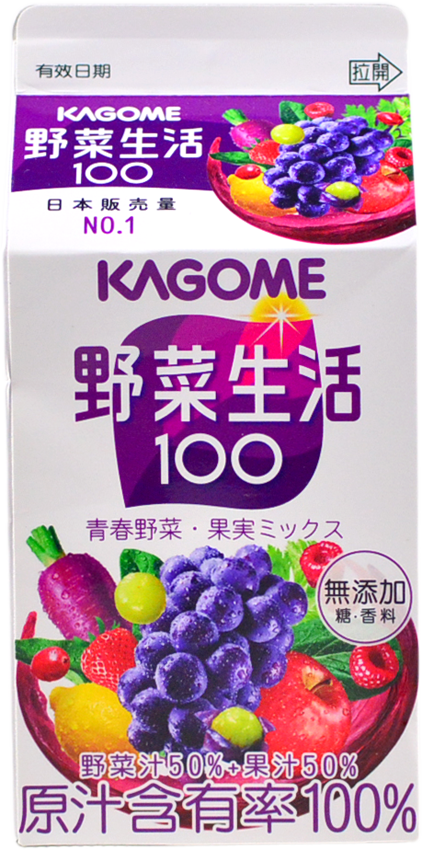 有效日期
拉開
KAGOME
野菜生活
100
日本販売量
NO.1
KAGOME
野菜生活
100
青春野菜・果実ミックス
無添加
糖・香料
野菜汁50%+果汁50%
原汁含有率100%